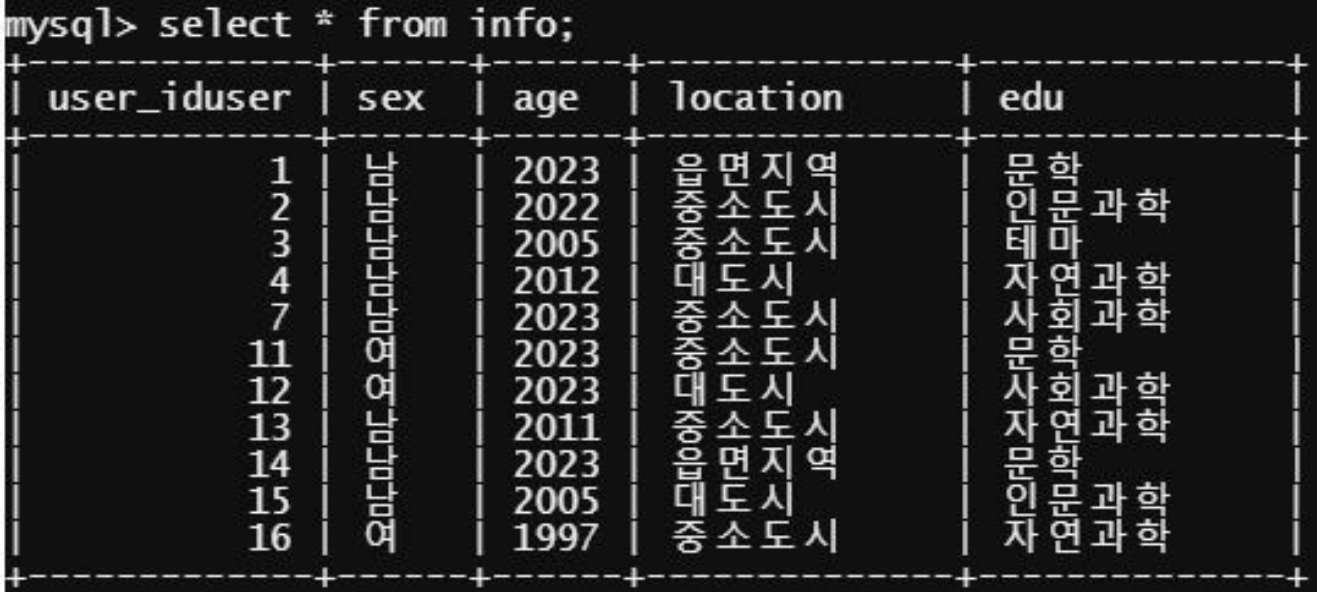 mysql> select * from info;
+--------------+------+------+---------------+---------------+
| user_iduser | sex | age | location | edu |
+--------------+------+------+---------------+---------------+
| 1 | 남 | 2023 | 읍면지역 | 문학 |
| 2 | 남 | 2022 | 중소도시 | 인문과학 |
| 3 | 남 | 2005 | 중소도시 | 테마 |
| 4 | 남 | 2012 | 대도시 | 자연과학 |
| 7 | 남 | 2023 | 중소도시 | 사회과학 |
| 11 | 여 | 2023 | 중소도시 | 문학 |
| 12 | 여 | 2023 | 대도시 | 사회과학 |
| 13 | 남 | 2011 | 중소도시 | 자연과학 |
| 14 | 남 | 2023 | 읍면지역 | 문학 |
| 15 | 남 | 2005 | 대도시 | 인문과학 |
| 16 | 여 | 1997 | 중소도시 | 자연과학 |
+--------------+------+------+---------------+---------------+